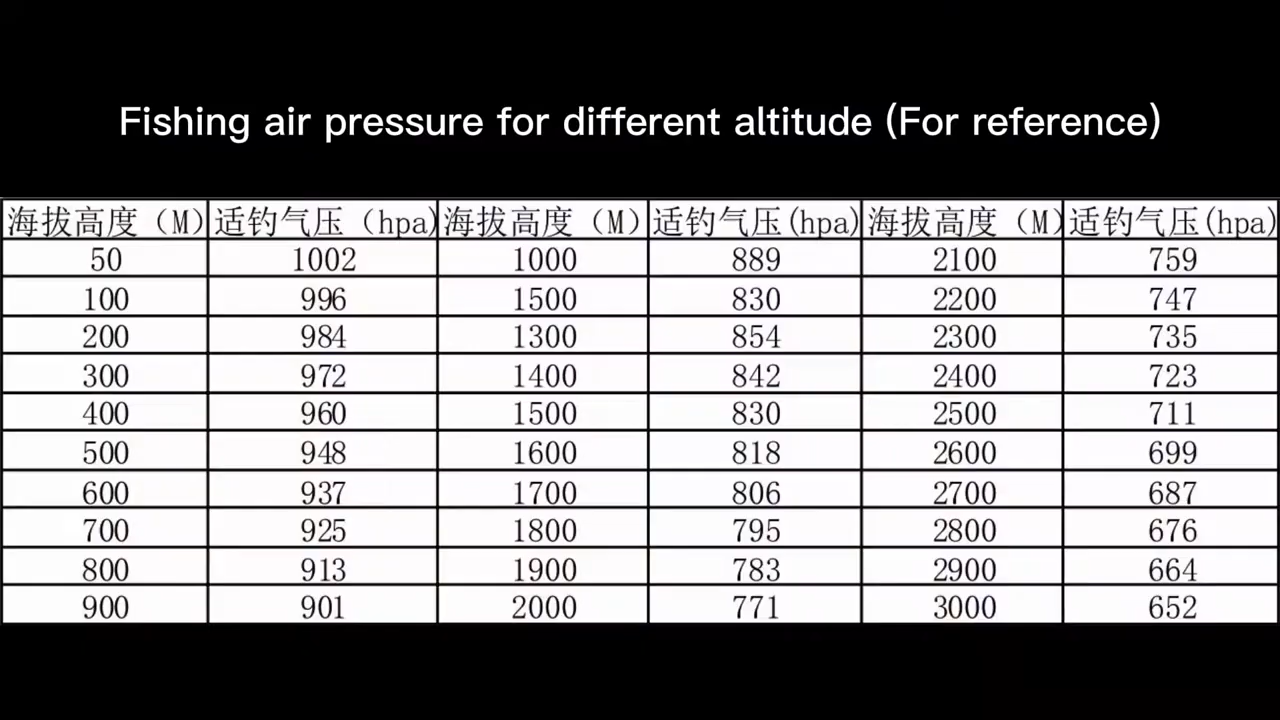 Fishing air pressure for different altitude (For reference)
海拔高度（M） 适钓气压（hpa) 海拔高度（M） 适钓气压(hpa) 海拔高度（M） 适钓气压(hpa)
50 1002 1000 889 2100 759
100 996 1500 830 2200 747
200 984 1300 854 2300 735
300 972 1400 842 2400 723
400 960 1500 830 2500 711
500 948 1600 818 2600 699
600 937 1700 806 2700 687
700 925 1800 795 2800 676
800 913 1900 783 2900 664
900 901 2000 771 3000 652